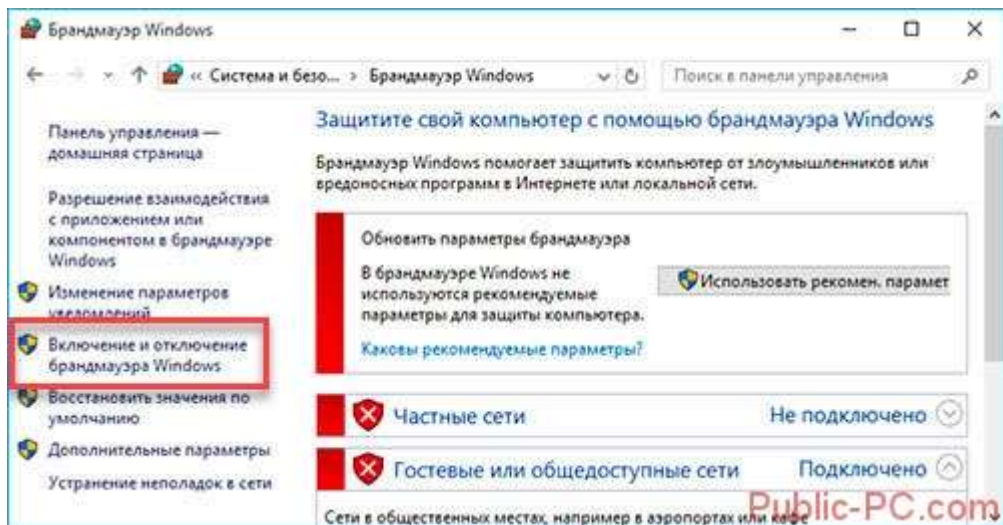 Брандмауэр Windows
« Система и безо... › Брандмауэр Windows
Поиск в панели управления
Панель управления —
домашняя страница
Разрешение взаимодействия
с приложением или
компонентом в брандмауэре
Windows
Изменение параметров
уведомлений
Включение и отключение
брандмауэра Windows
Восстановить значения по
умолчанию
Дополнительные параметры
Устранение неполадок в сети
Защитите свой компьютер с помощью брандмауэра Windows
Брандмауэр Windows помогает защитить компьютер от злоумышленников или
вредоносных программ в Интернете или локальной сети.
Обновить параметры брандмауэра
В брандмауэре Windows не
используются рекомендуемые
параметры для защиты компьютера.
Использовать рекомен. парамет
Каковы рекомендуемые параметры?
Частные сети
Не подключено
Гостевые или общедоступные сети
Подключено
Сети в общественных местах, например в аэропортах или кафе
Public-PC.com